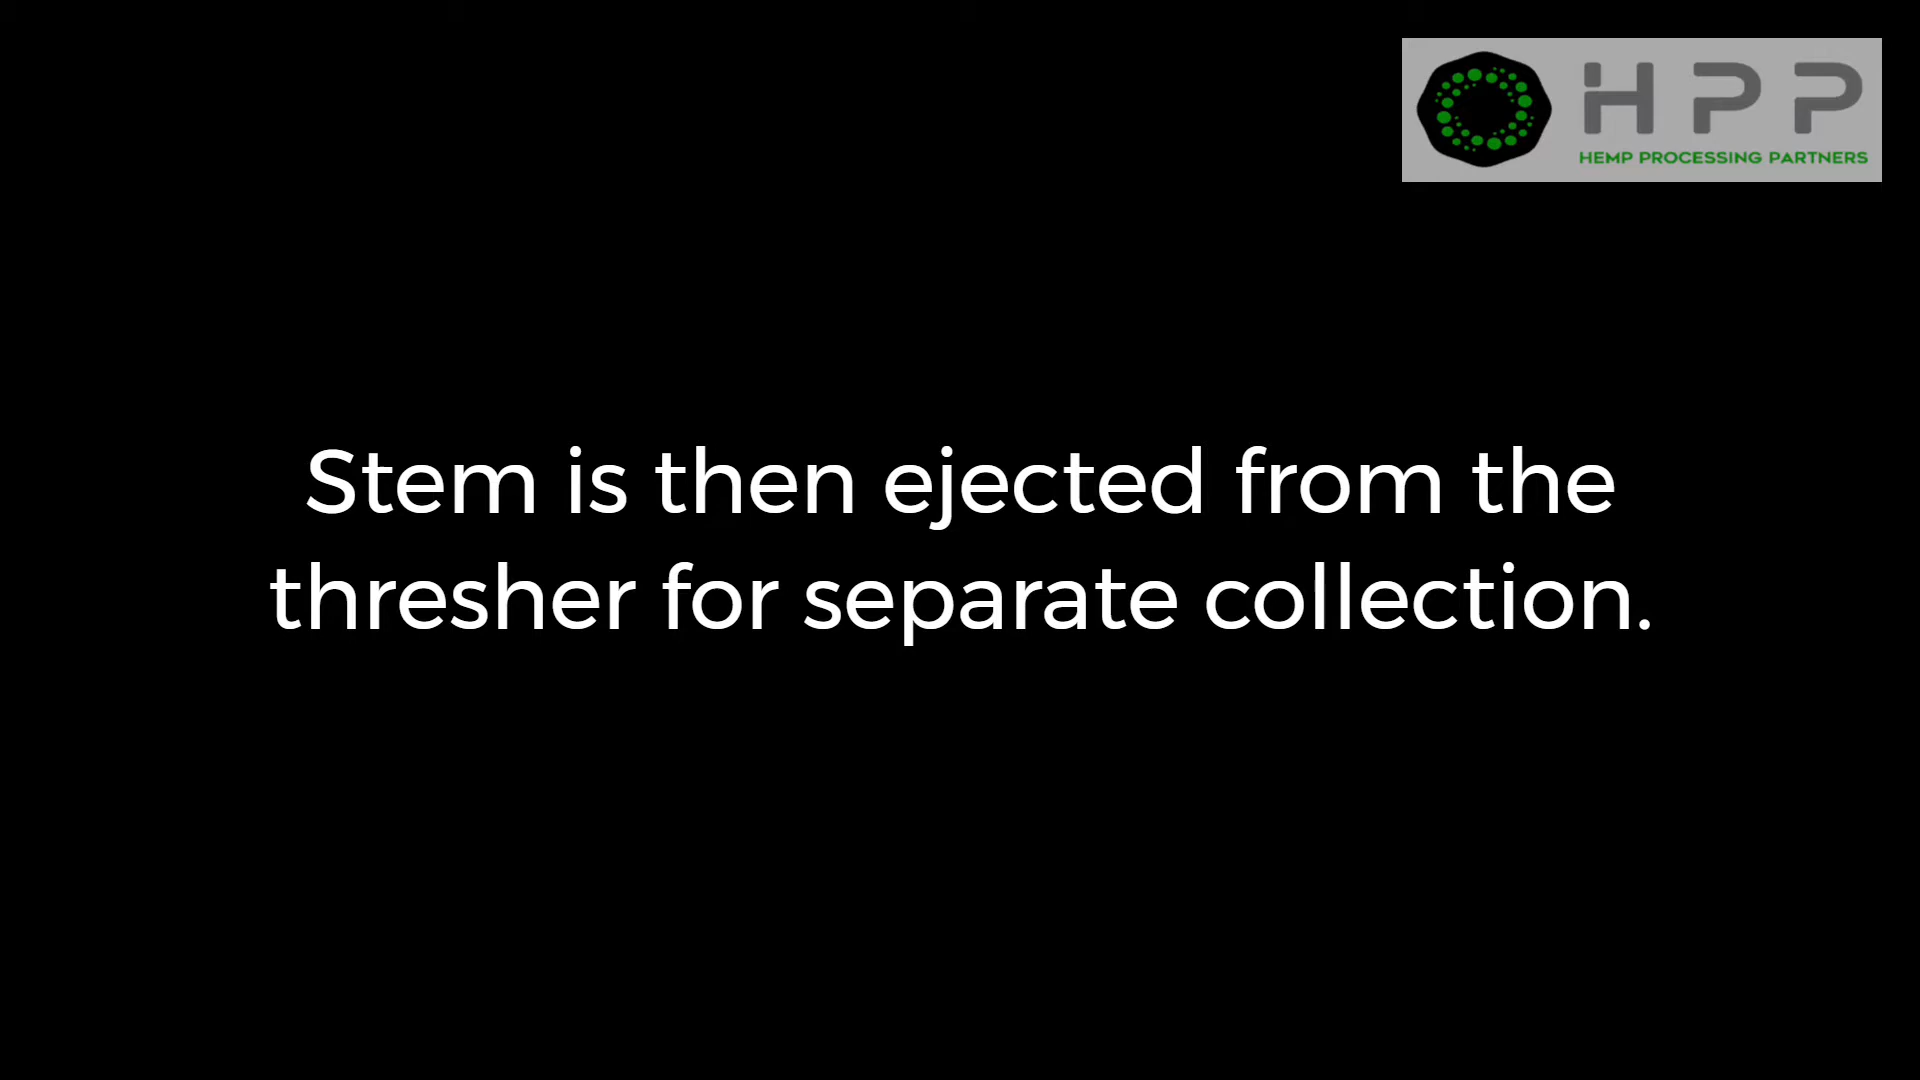 HPP
HEMP PROCESSING PARTNERS
Stem is then ejected from the
thresher for separate collection.